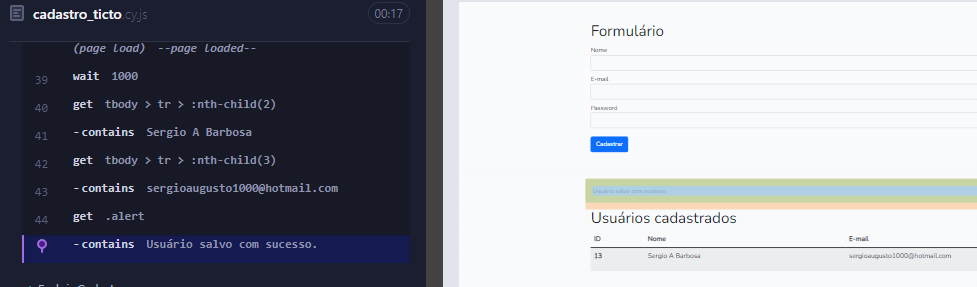 cadastro_ticto.cy.js
00:17
(page load) --page loaded--
39 wait 1000
40 get tbody > tr > :nth-child(2)
41 -contains Sergio A Barbosa
42 get tbody > tr > :nth-child(3)
43 -contains sergioaugusto1000@hotmail.com
44 get .alert
-contains Usuário salvo com sucesso.
Formulário
Nome
E-mail
Password
Cadastrar
Usuário salvo com sucesso.
Usuários cadastrados
ID Nome E-mail
13 Sergio A Barbosa sergioaugusto1000@hotmail.com